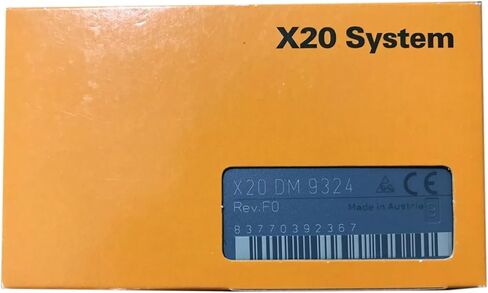 X20 System
X20 DM 9324
Rev.F0 Made in Austria
83770392367